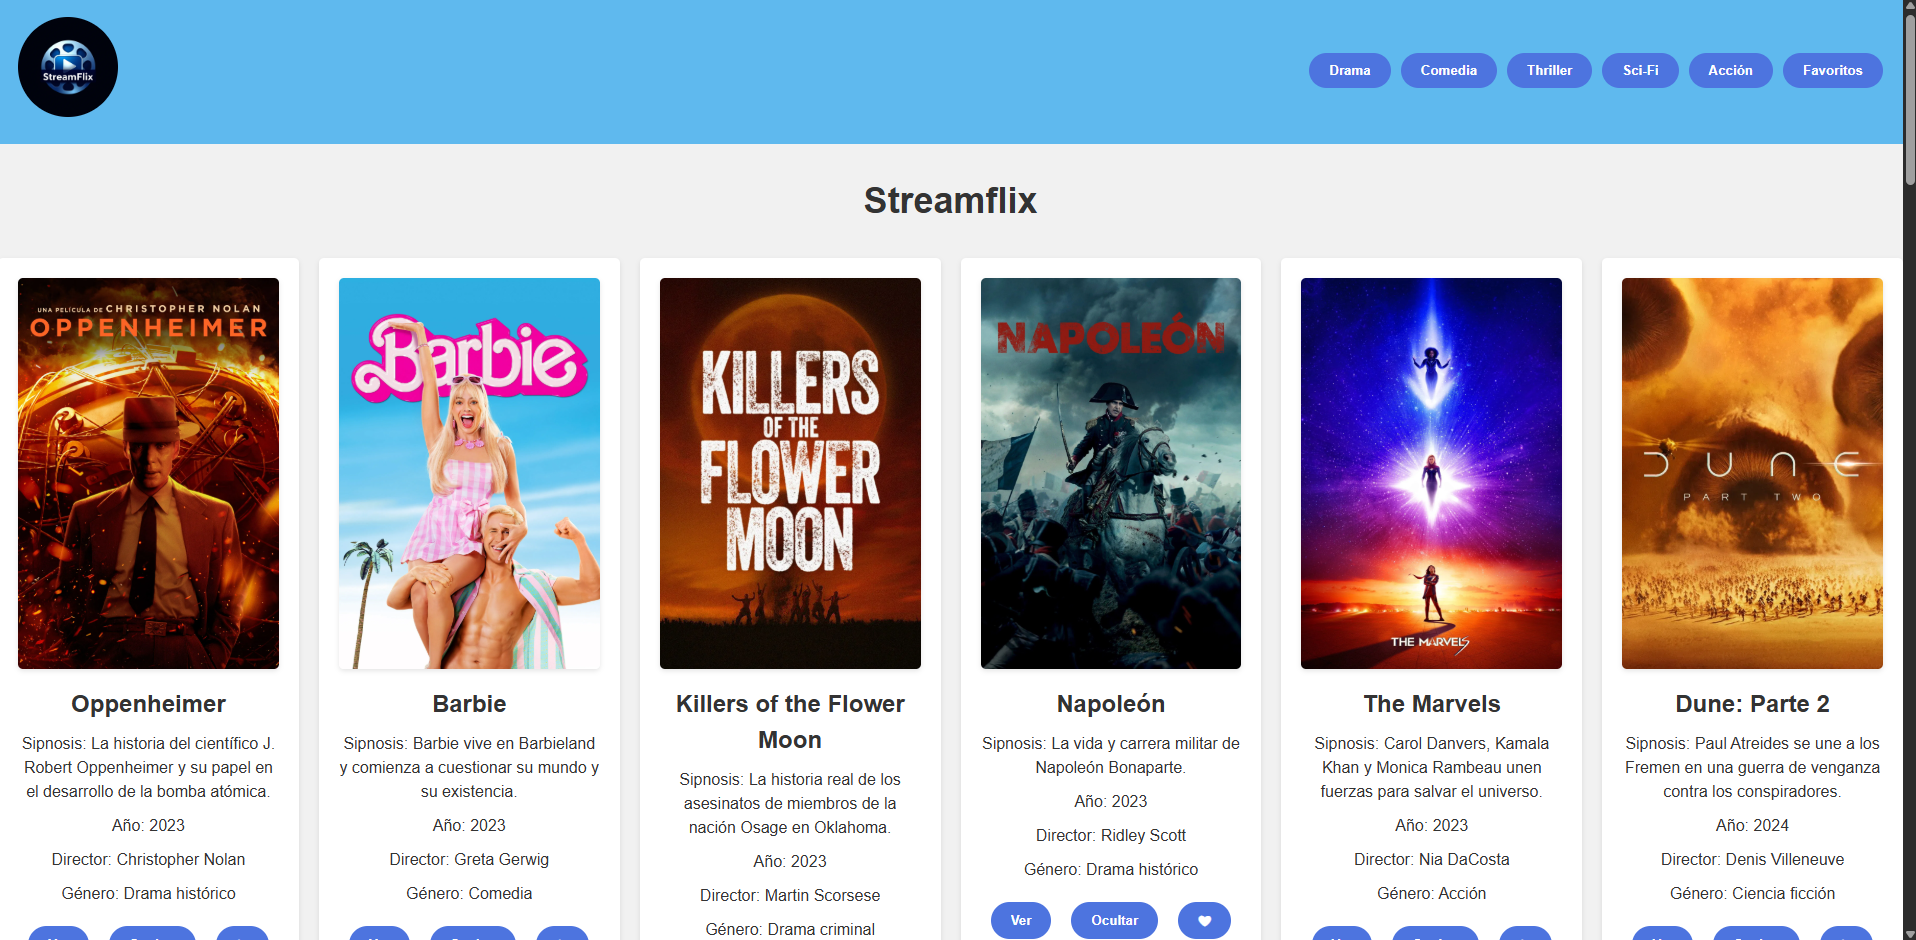 StreamFlix
Drama
Comedia
Thriller
Sci-Fi
Acción
Favoritos
Streamflix
UNA PELÍCULA DE CHRISTOPHER NOLAN
OPPENHEIMER
Oppenheimer
Sipnosis: La historia del científico J.
Robert Oppenheimer y su papel en
el desarrollo de la bomba atómica.
Año: 2023
Director: Christopher Nolan
Género: Drama histórico
Barbie
Barbie
Sipnosis: Barbie vive en Barbieland
y comienza a cuestionar su mundo y
su existencia.
Año: 2023
Director: Greta Gerwig
Género: Comedia
KILLERS
OF THE
FLOWER
MOON
Killers of the Flower
Moon
Sipnosis: La historia real de los
asesinatos de miembros de la
nación Osage en Oklahoma.
Año: 2023
Director: Martin Scorsese
Género: Drama criminal
NAPOLEÓN
Napoleón
Sipnosis: La vida y carrera militar de
Napoleón Bonaparte.
Año: 2023
Director: Ridley Scott
Género: Drama histórico
Ver
Ocultar
THE MARVELS
The Marvels
Sipnosis: Carol Danvers, Kamala
Khan y Monica Rambeau unen
fuerzas para salvar el universo.
Año: 2023
Director: Nia DaCosta
Género: Acción
DUNE
PART TWO
Dune: Parte 2
Sipnosis: Paul Atreides se une a los
Fremen en una guerra de venganza
contra los conspiradores.
Año: 2024
Director: Denis Villeneuve
Género: Ciencia ficción